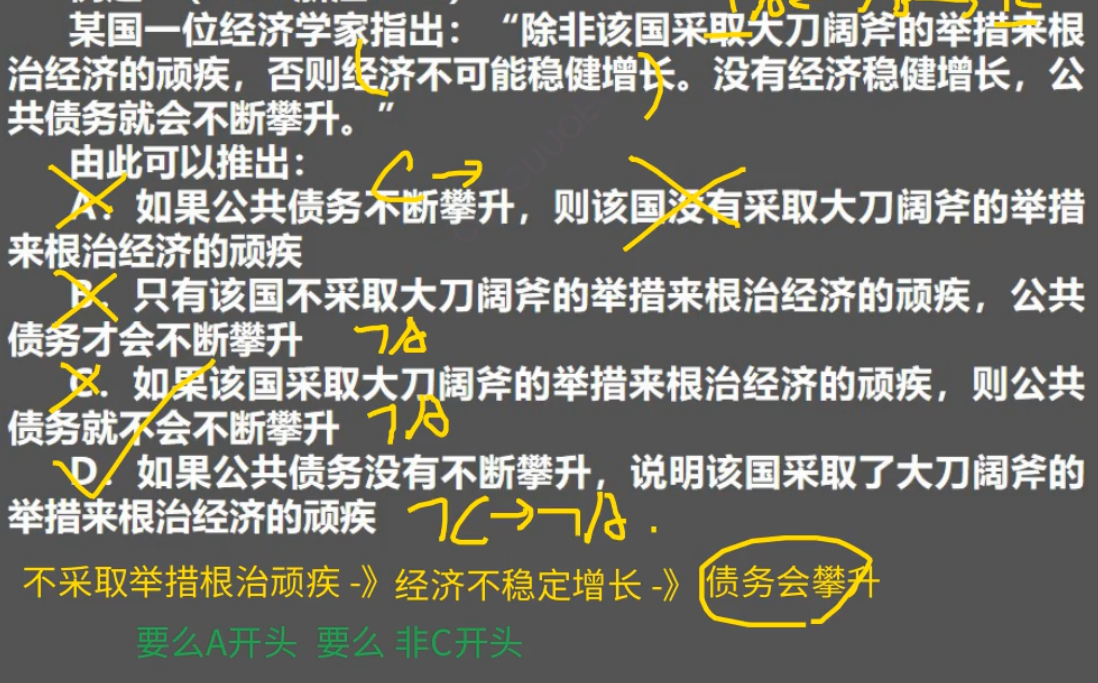 某国一位经济学家指出：“除非该国采取大刀阔斧的举措来根
治经济的顽疾，否则经济不可能稳健增长。没有经济稳健增长，公
共债务就会不断攀升。”
由此可以推出：
A．如果公共债务不断攀升，则该国没有采取大刀阔斧的举措
来根治经济的顽疾
C→
B．只有该国不采取大刀阔斧的举措来根治经济的顽疾，公共
债务才会不断攀升 ¬A
C．如果该国采取大刀阔斧的举措来根治经济的顽疾，则公共
债务就不会不断攀升 ¬A
D．如果公共债务没有不断攀升，说明该国采取了大刀阔斧的
举措来根治经济的顽疾 ¬C→¬A.
不采取举措根治顽疾 -》经济不稳定增长 -》 债务会攀升
要么A开头 要么 非C开头